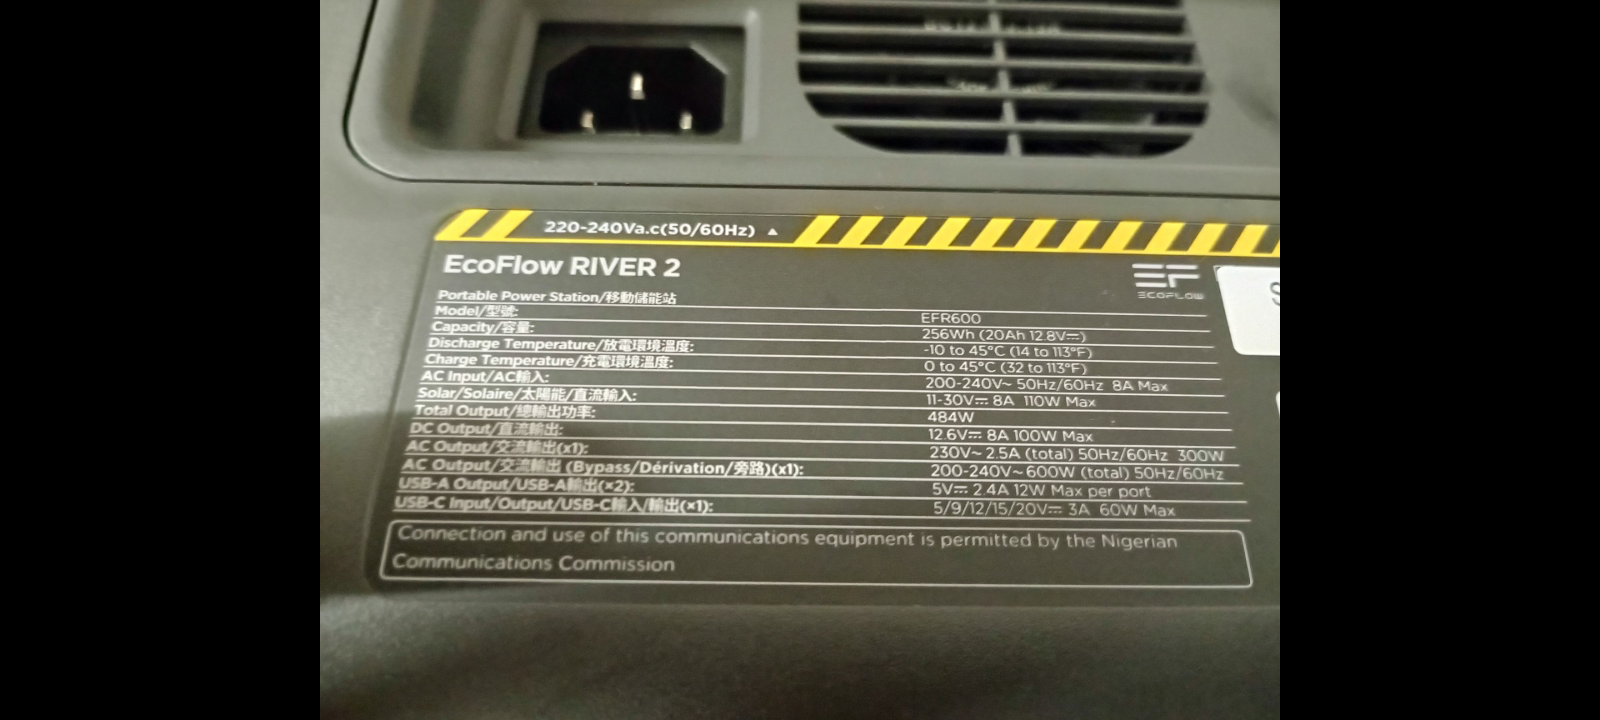 220-240Va.c(50/60Hz) ▲
EcoFlow RIVER 2
EF
ECOFLOW
Portable Power Station/移動儲能站
Model/型號: EFR600
Capacity/容量: 256Wh (20Ah 12.8V⎓)
Discharge Temperature/放電環境溫度: -10 to 45°C (14 to 113°F)
Charge Temperature/充電環境溫度: 0 to 45°C (32 to 113°F)
AC Input/AC輸入: 200-240V~ 50Hz/60Hz 8A Max
Solar/Solaire/太陽能/直流輸入: 11-30V⎓ 8A 110W Max
Total Output/總輸出功率: 484W
DC Output/直流輸出: 12.6V⎓ 8A 100W Max
AC Output/交流輸出(x1): 230V~ 2.5A (total) 50Hz/60Hz 300W
AC Output/交流輸出 (Bypass/Dérivation/旁路)(x1): 200-240V~ 600W (total) 50Hz/60Hz
USB-A Output/USB-A輸出(×2): 5V⎓ 2.4A 12W Max per port
USB-C Input/Output/USB-C輸入/輸出(×1): 5/9/12/15/20V⎓ 3A 60W Max
Connection and use of this communications equipment is permitted by the Nigerian
Communications Commission